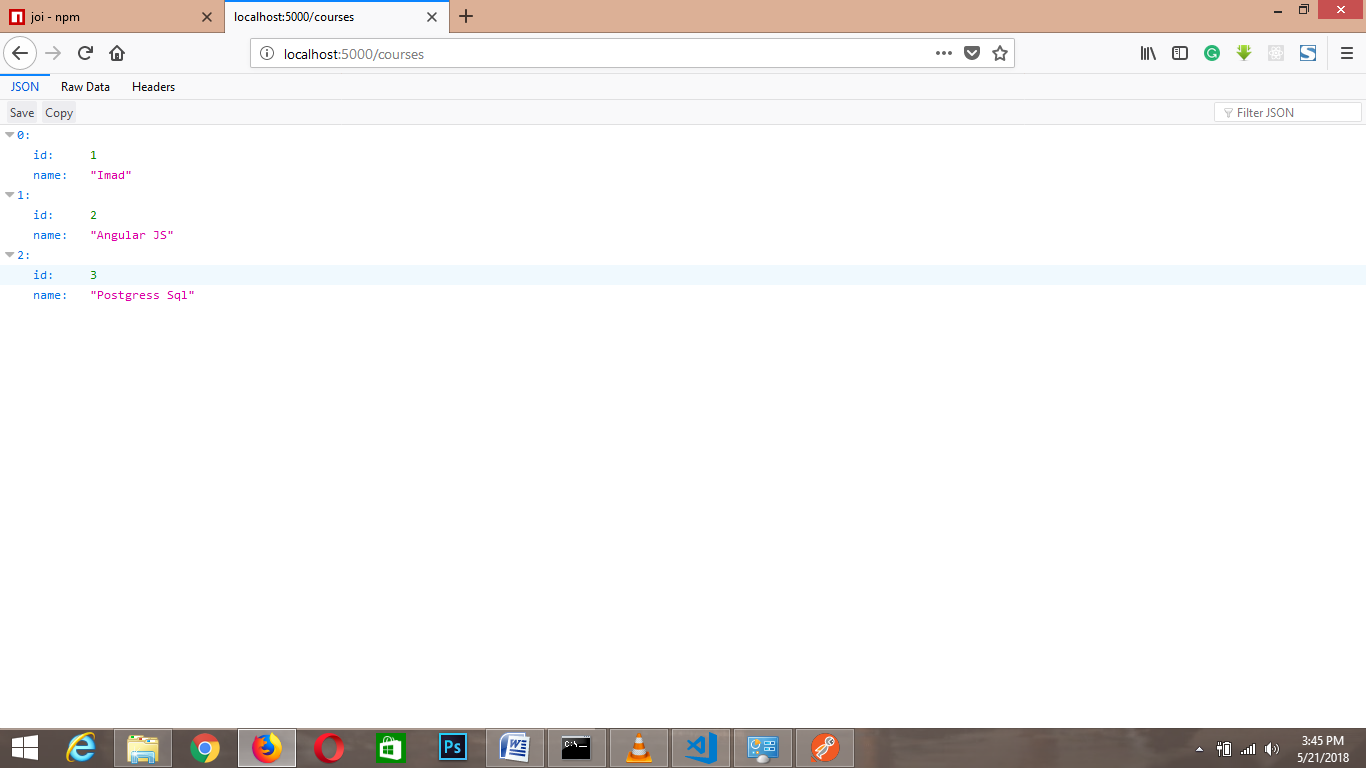 joi - npm
localhost:5000/courses
localhost:5000/courses
JSON Raw Data Headers
Save Copy Filter JSON
0:
id: 1
name: "Imad"
1:
id: 2
name: "Angular JS"
2:
id: 3
name: "Postgress Sql"
Ps
C:\_
3:45 PM
5/21/2018